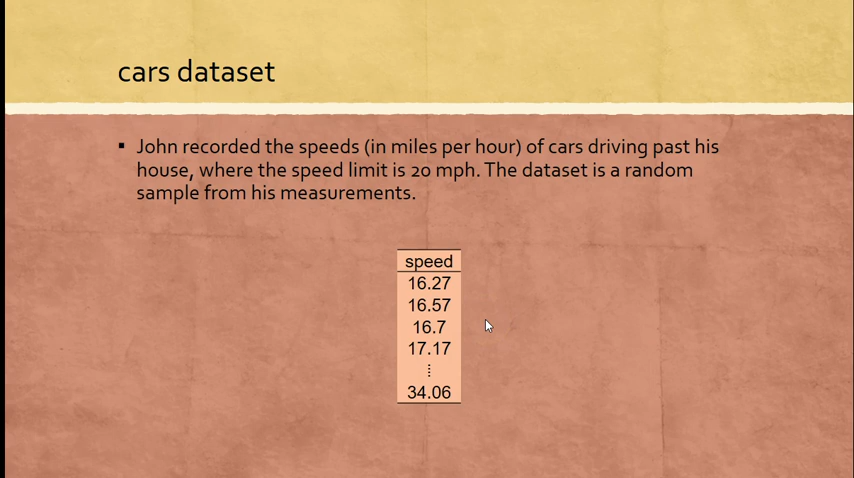 cars dataset
▪ John recorded the speeds (in miles per hour) of cars driving past his
house, where the speed limit is 20 mph. The dataset is a random
sample from his measurements.
speed
16.27
16.57
16.7
17.17
⋮
34.06